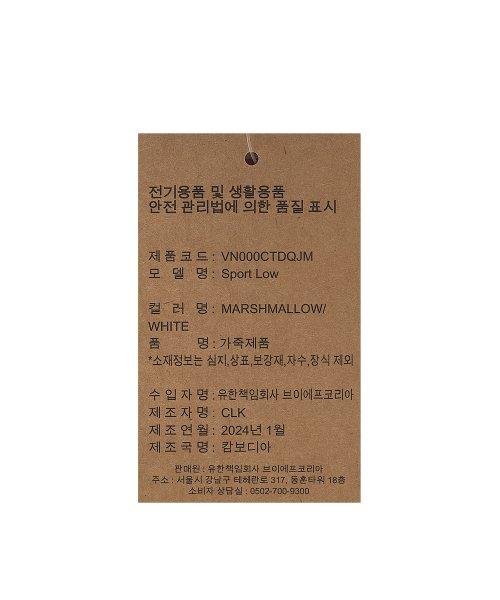 전기용품 및 생활용품
안전 관리법에 의한 품질 표시
제품코드 : VN000CTDQJM
모 델 명 : Sport Low
컬 러 명 : MARSHMALLOW/
WHITE
품 명 : 가죽제품
*소재정보는 심지,상표,보강재,자수,장식 제외
수입자명 : 유한책임회사 브이에프코리아
제조자명 : CLK
제조연월 : 2024년 1월
제조국명 : 캄보디아
판매원 : 유한책임회사 브이에프코리아
주소 : 서울시 강남구 테헤란로 317, 동훈타워 18층
소비자 상담실 : 0502-700-9300